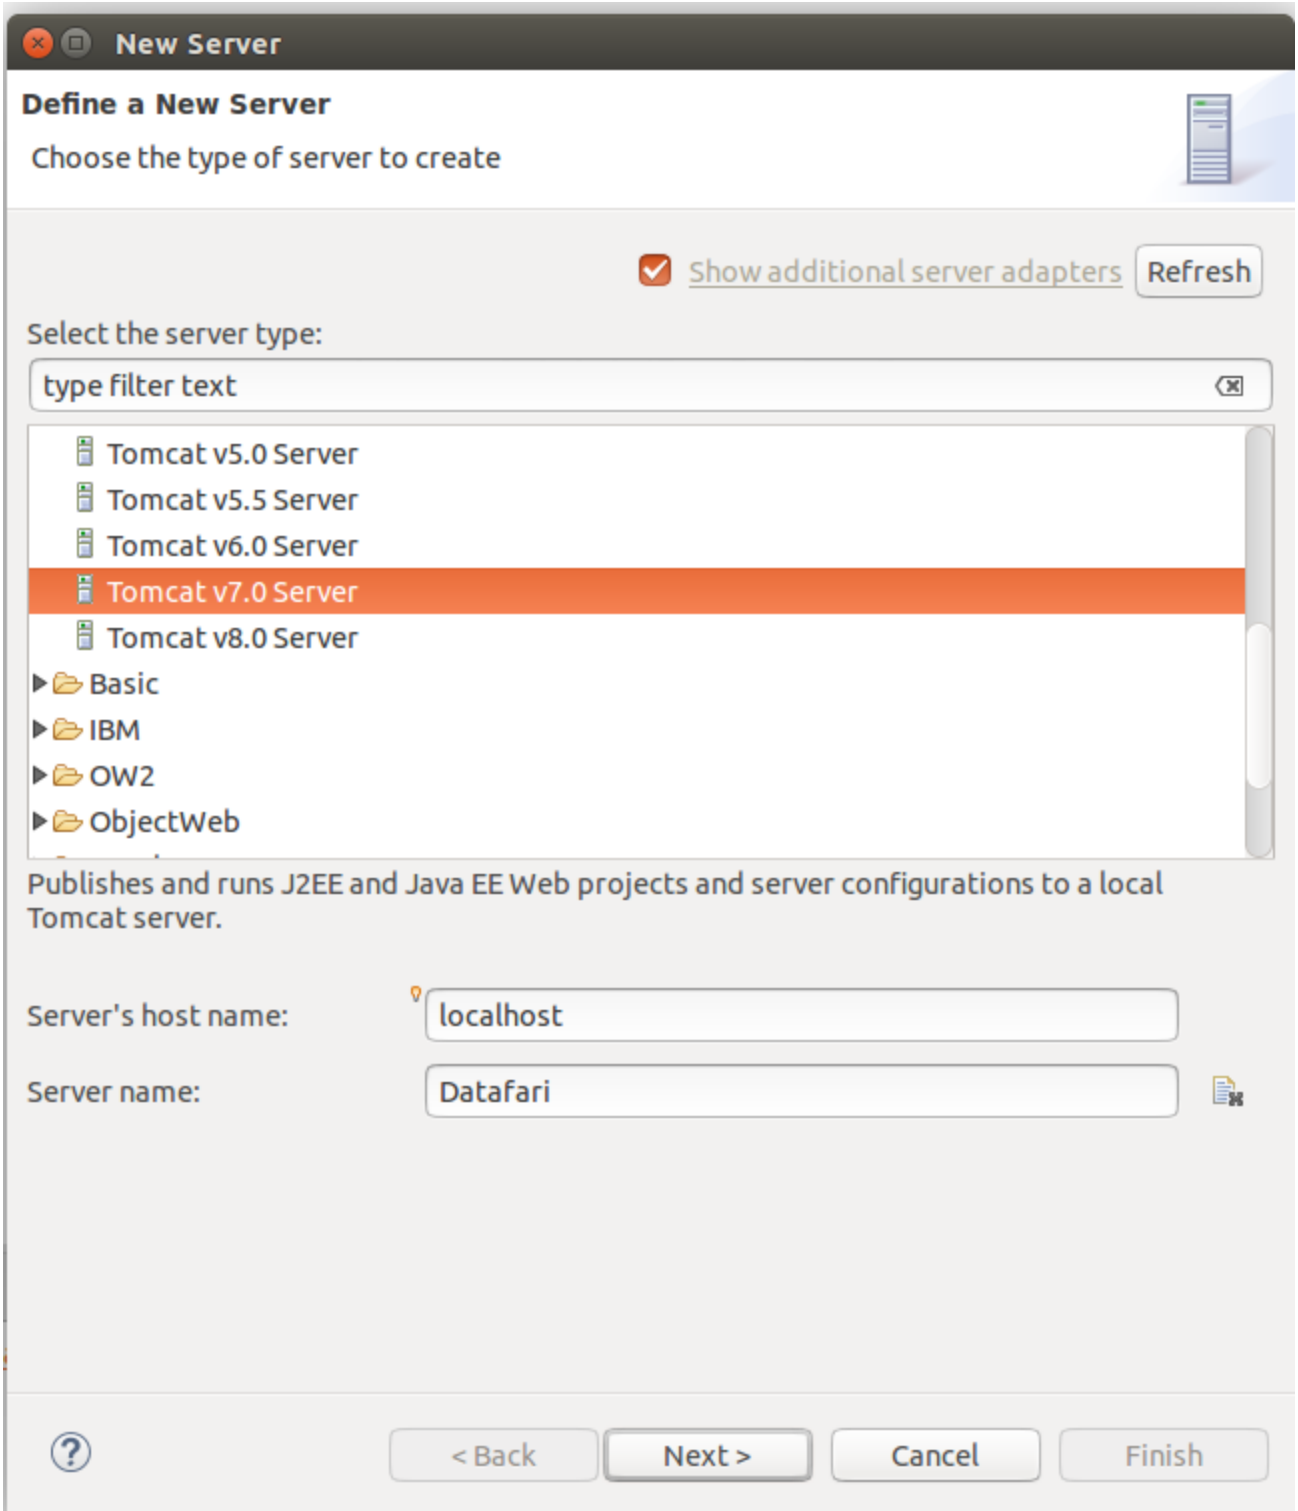 New Server
Define a New Server
Choose the type of server to create
Show additional server adapters
Refresh
Select the server type:
type filter text
Tomcat v5.0 Server
Tomcat v5.5 Server
Tomcat v6.0 Server
Tomcat v7.0 Server
Tomcat v8.0 Server
Basic
IBM
OW2
ObjectWeb
Publishes and runs J2EE and Java EE Web projects and server configurations to a local
Tomcat server.
Server's host name:
localhost
Server name:
Datafari
< Back
Next >
Cancel
Finish